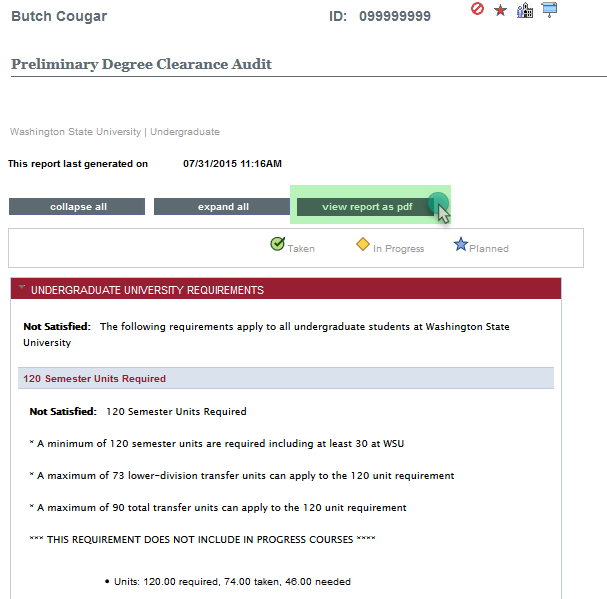 Butch Cougar ID: 099999999
Preliminary Degree Clearance Audit
Washington State University | Undergraduate
This report last generated on 07/31/2015 11:16AM
collapse all expand all view report as pdf
Taken In Progress Planned
UNDERGRADUATE UNIVERSITY REQUIREMENTS
Not Satisfied: The following requirements apply to all undergraduate students at Washington State
University
120 Semester Units Required
Not Satisfied: 120 Semester Units Required
* A minimum of 120 semester units are required including at least 30 at WSU
* A maximum of 73 lower-division transfer units can apply to the 120 unit requirement
* A maximum of 90 total transfer units can apply to the 120 unit requirement
*** THIS REQUIREMENT DOES NOT INCLUDE IN PROGRESS COURSES ****
• Units: 120.00 required, 74.00 taken, 46.00 needed